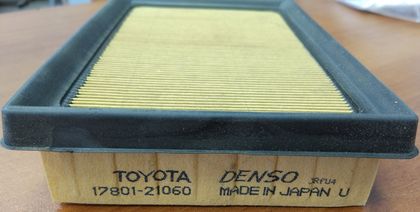 TOYOTA DENSO JRFU4
17801-21060 MADE IN JAPAN U